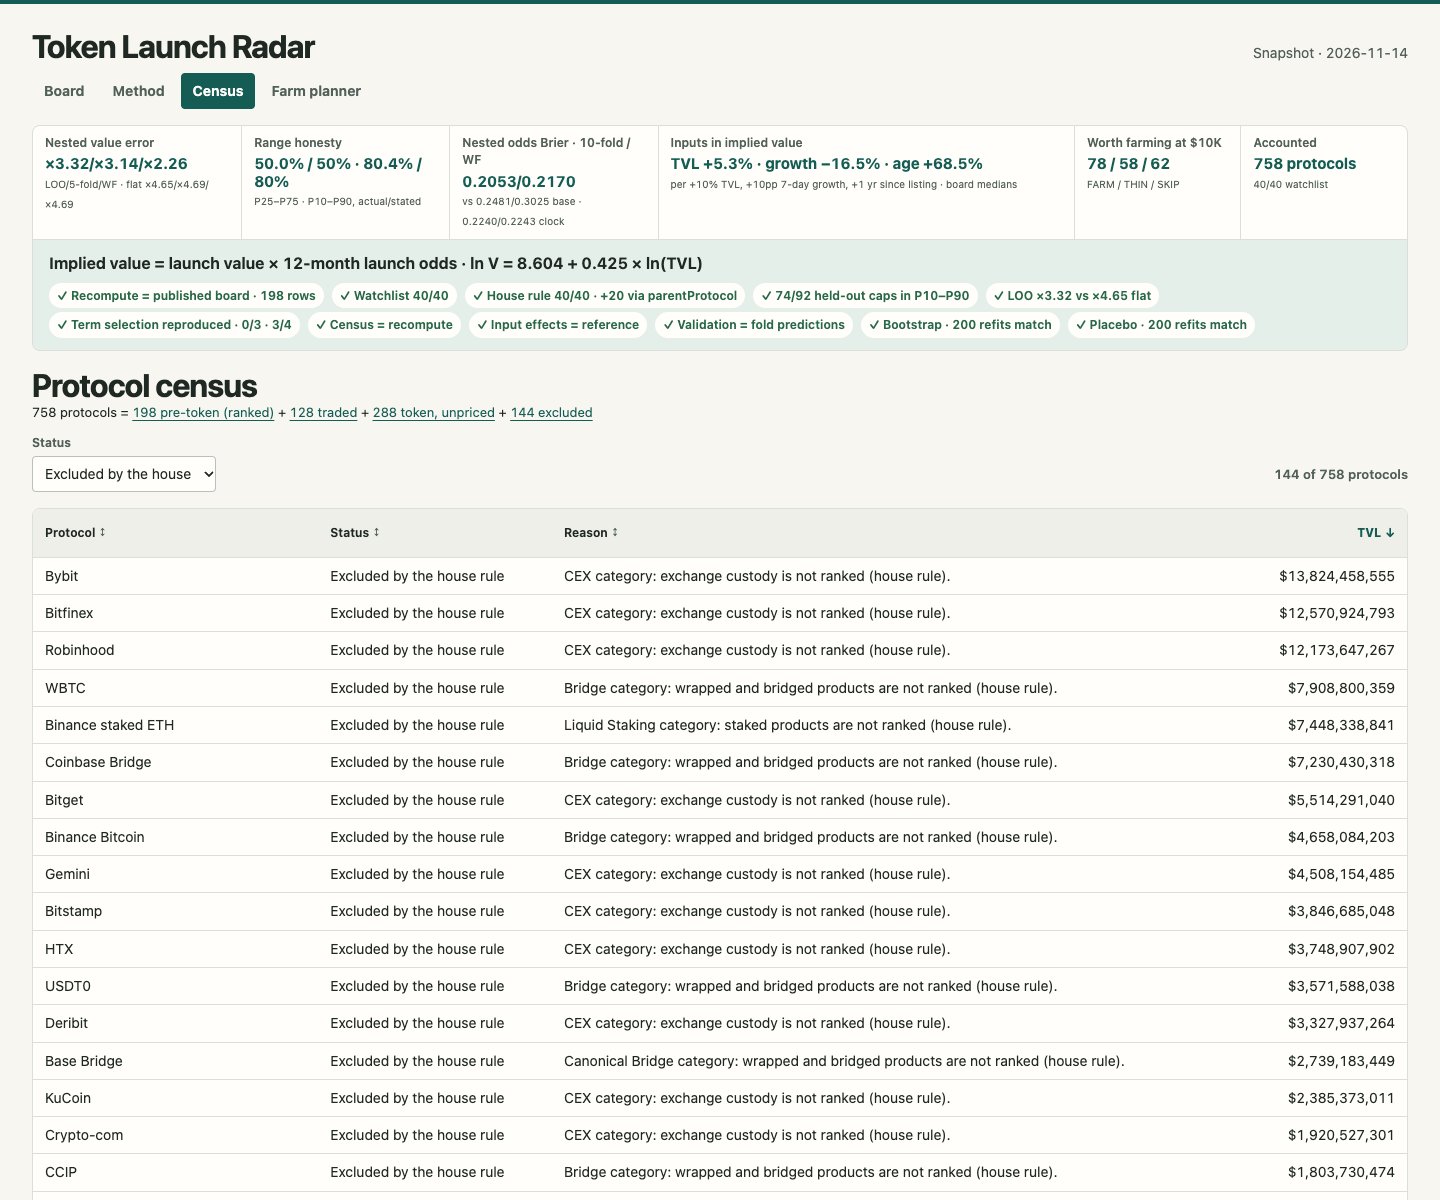 Token Launch Radar
Snapshot · 2026-11-14
Board Method Census Farm planner
Nested value error
×3.32/×3.14/×2.26
LOO/5-fold/WF · flat ×4.65/×4.69/
×4.69
Range honesty
50.0% / 50% · 80.4% /
80%
P25–P75 · P10–P90, actual/stated
Nested odds Brier · 10-fold /
WF
0.2053/0.2170
vs 0.2481/0.3025 base ·
0.2240/0.2243 clock
Inputs in implied value
TVL +5.3% · growth −16.5% · age +68.5%
per +10% TVL, +10pp 7-day growth, +1 yr since listing · board medians
Worth farming at $10K
78 / 58 / 62
FARM / THIN / SKIP
Accounted
758 protocols
40/40 watchlist
Implied value = launch value × 12-month launch odds · ln V = 8.604 + 0.425 × ln(TVL)
✓ Recompute = published board · 198 rows ✓ Watchlist 40/40 ✓ House rule 40/40 · +20 via parentProtocol ✓ 74/92 held-out caps in P10–P90 ✓ LOO ×3.32 vs ×4.65 flat
✓ Term selection reproduced · 0/3 · 3/4 ✓ Census = recompute ✓ Input effects = reference ✓ Validation = fold predictions ✓ Bootstrap · 200 refits match ✓ Placebo · 200 refits match
Protocol census
758 protocols = 198 pre-token (ranked) + 128 traded + 288 token, unpriced + 144 excluded
Status
Excluded by the house
144 of 758 protocols
Protocol ↕ Status ↕ Reason ↕ TVL ↓
Bybit Excluded by the house rule CEX category: exchange custody is not ranked (house rule). $13,824,458,555
Bitfinex Excluded by the house rule CEX category: exchange custody is not ranked (house rule). $12,570,924,793
Robinhood Excluded by the house rule CEX category: exchange custody is not ranked (house rule). $12,173,647,267
WBTC Excluded by the house rule Bridge category: wrapped and bridged products are not ranked (house rule). $7,908,800,359
Binance staked ETH Excluded by the house rule Liquid Staking category: staked products are not ranked (house rule). $7,448,338,841
Coinbase Bridge Excluded by the house rule Bridge category: wrapped and bridged products are not ranked (house rule). $7,230,430,318
Bitget Excluded by the house rule CEX category: exchange custody is not ranked (house rule). $5,514,291,040
Binance Bitcoin Excluded by the house rule Bridge category: wrapped and bridged products are not ranked (house rule). $4,658,084,203
Gemini Excluded by the house rule CEX category: exchange custody is not ranked (house rule). $4,508,154,485
Bitstamp Excluded by the house rule CEX category: exchange custody is not ranked (house rule). $3,846,685,048
HTX Excluded by the house rule CEX category: exchange custody is not ranked (house rule). $3,748,907,902
USDT0 Excluded by the house rule Bridge category: wrapped and bridged products are not ranked (house rule). $3,571,588,038
Deribit Excluded by the house rule CEX category: exchange custody is not ranked (house rule). $3,327,937,264
Base Bridge Excluded by the house rule Canonical Bridge category: wrapped and bridged products are not ranked (house rule). $2,739,183,449
KuCoin Excluded by the house rule CEX category: exchange custody is not ranked (house rule). $2,385,373,011
Crypto-com Excluded by the house rule CEX category: exchange custody is not ranked (house rule). $1,920,527,301
CCIP Excluded by the house rule Bridge category: wrapped and bridged products are not ranked (house rule). $1,803,730,474